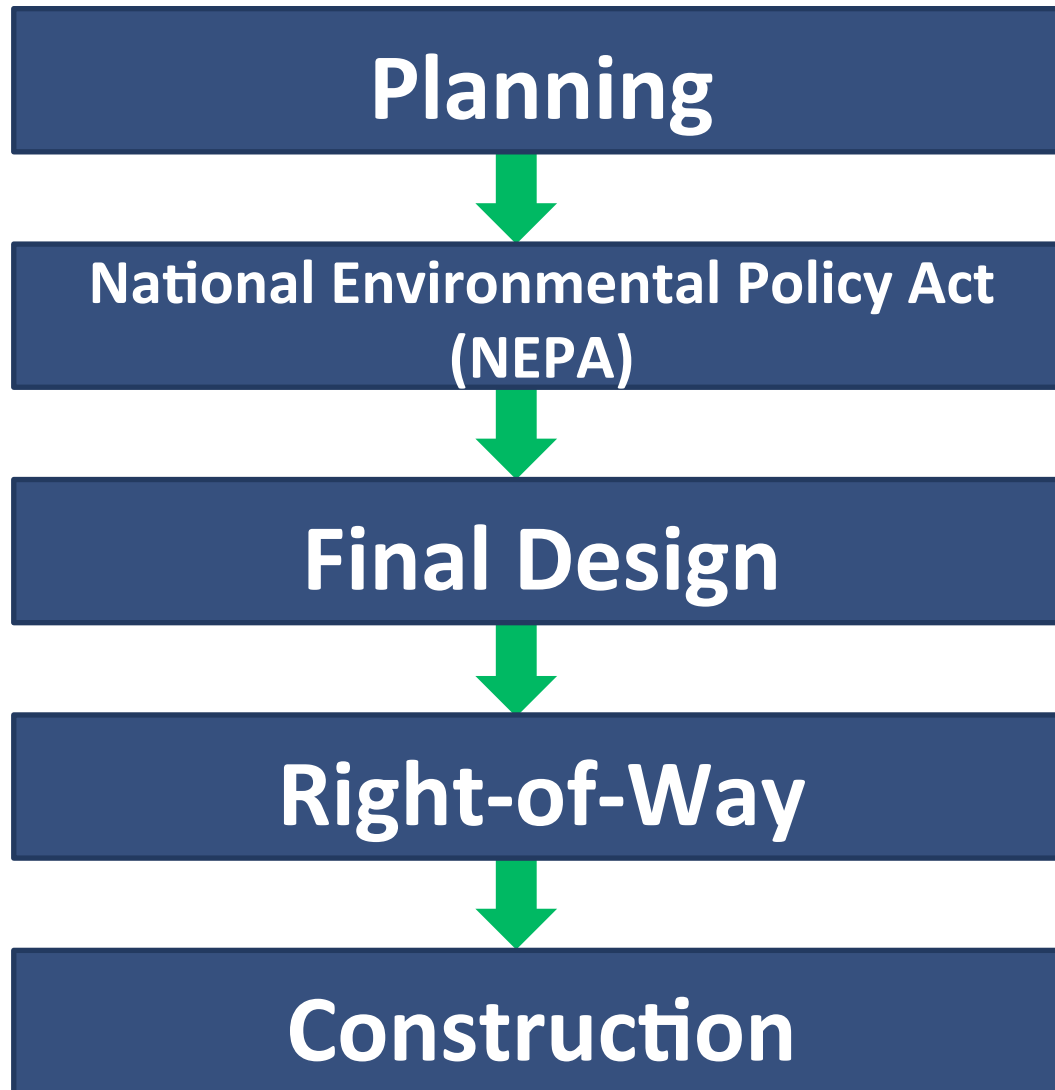 Planning
National Environmental Policy Act
(NEPA)
Final Design
Right-of-Way
Construction